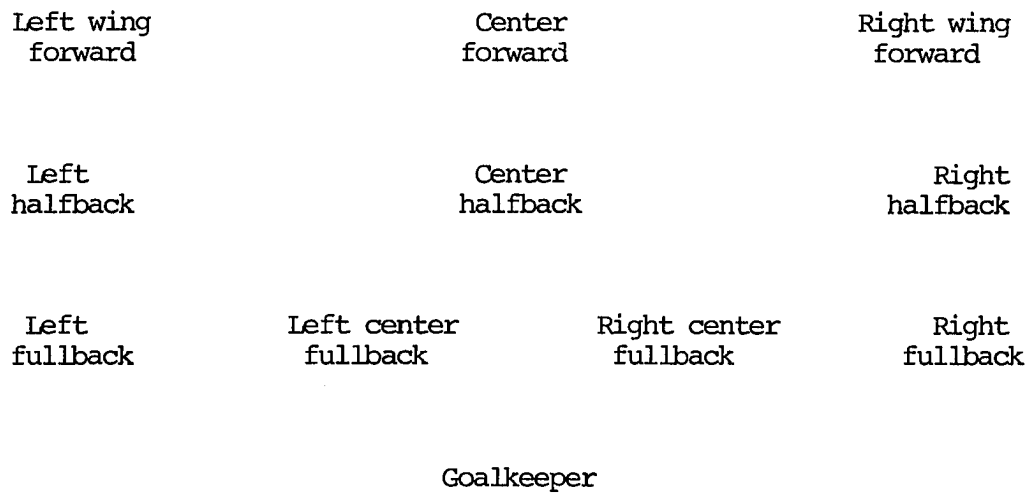 Left wing Center Right wing
forward forward forward
Left Center Right
halfback halfback halfback
Left Left center Right center Right
fullback fullback fullback fullback
Goalkeeper